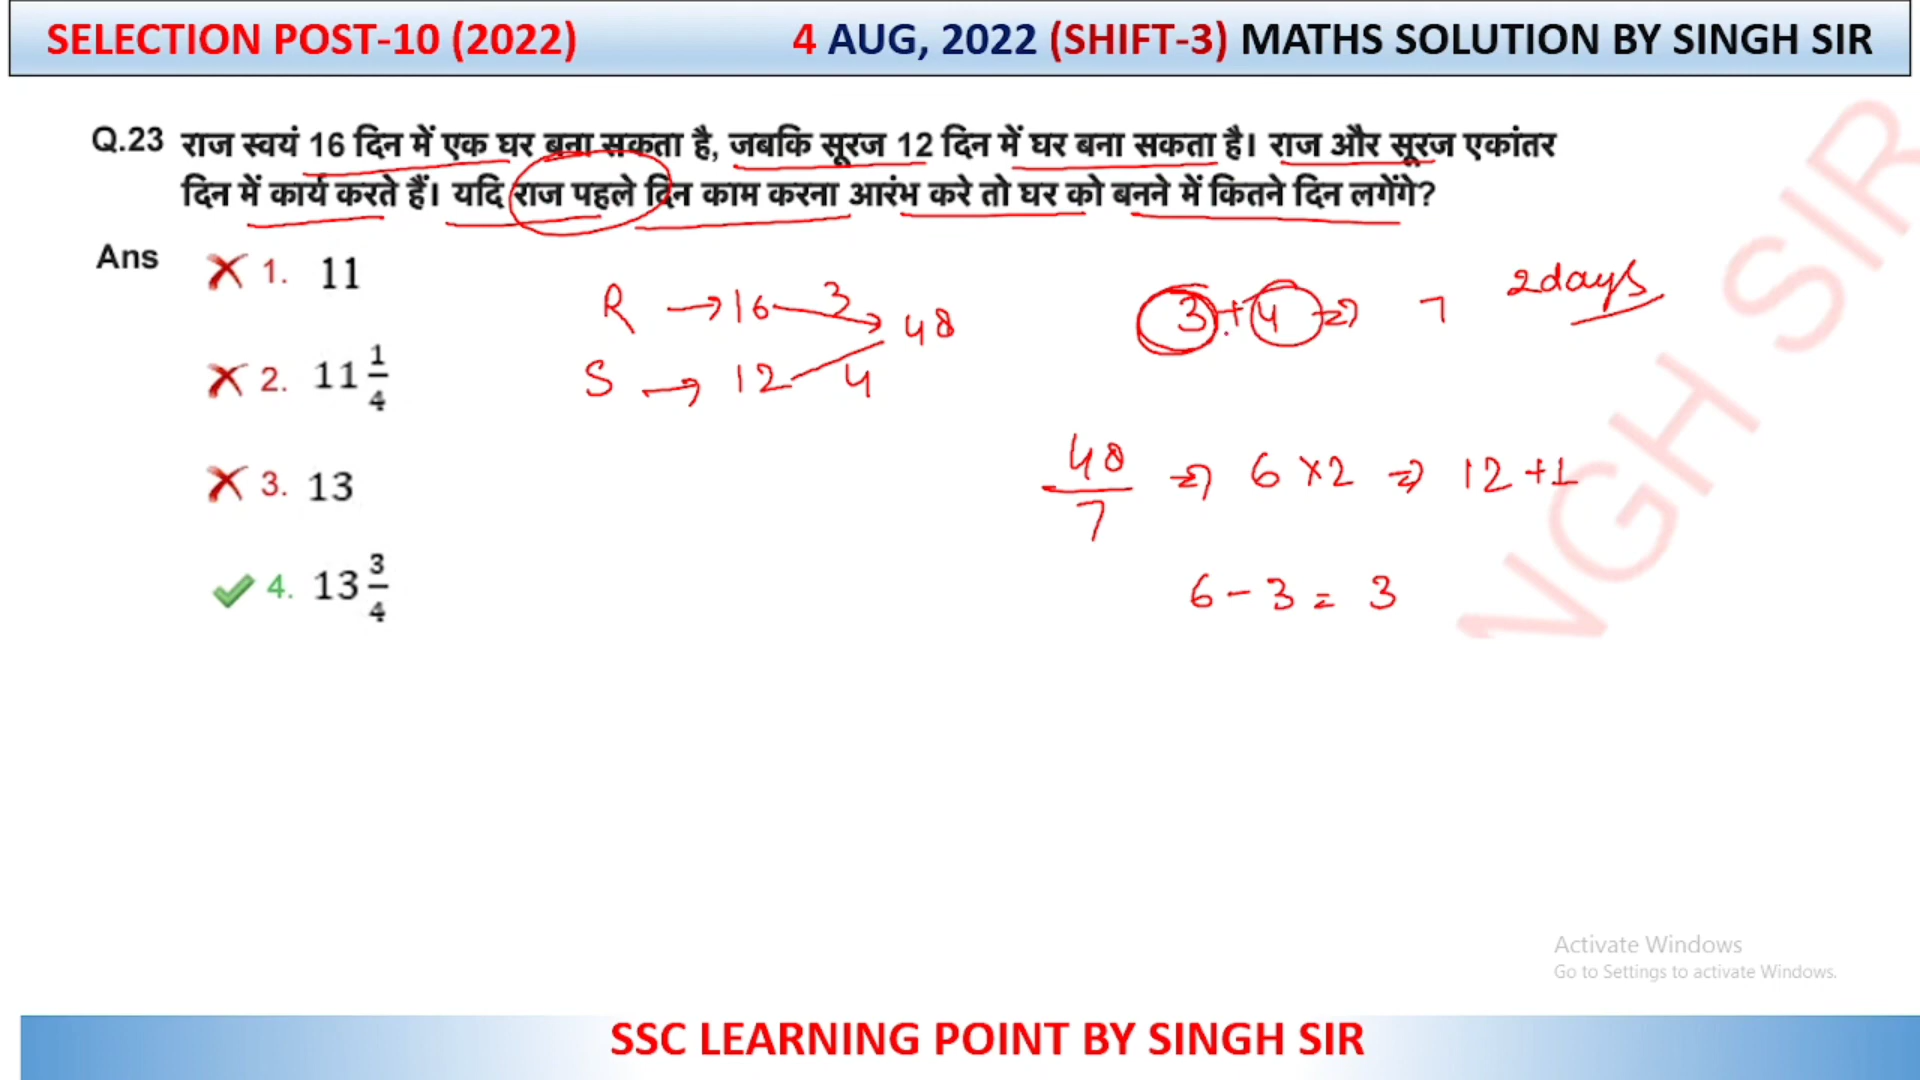 SELECTION POST-10 (2022) 4 AUG, 2022 (SHIFT-3) MATHS SOLUTION BY SINGH SIR
Q.23 राज स्वयं 16 दिन में एक घर बना सकता है, जबकि सूरज 12 दिन में घर बना सकता है। राज और सूरज एकांतर
दिन में कार्य करते हैं। यदि राज पहले दिन काम करना आरंभ करे तो घर को बनने में कितने दिन लगेंगे?
Ans
1. 11
2. 11 1/4
3. 13
4. 13 3/4
R → 16 3 48
S → 12 4
3 + 4 ⇒ 7 2 days
48/7 ⇒ 6 × 2 ⇒ 12 + 1
6 - 3 = 3
NGH SIR
Activate Windows
Go to Settings to activate Windows.
SSC LEARNING POINT BY SINGH SIR